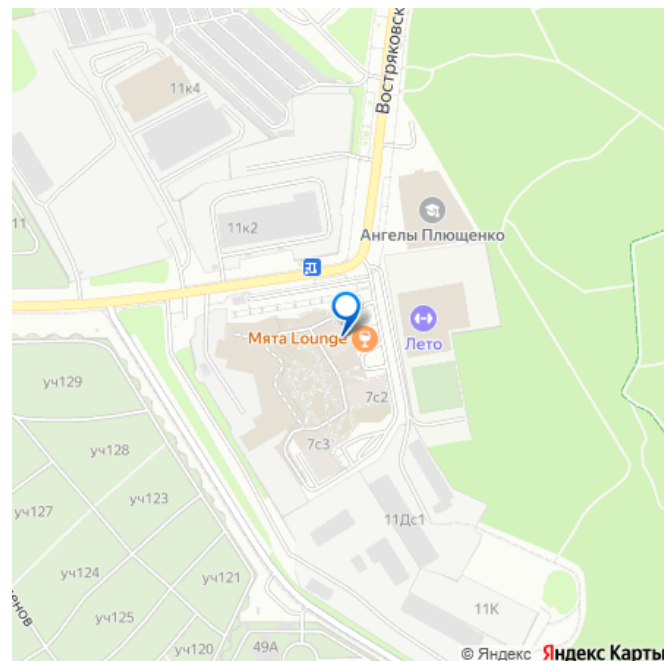 11к4
Востряковск
11
11к2
Ангелы Плющенко
Мята Lounge
Лето
уч129
7с2
уч128
7с3
уч127
уч123
11Дс1
уч124
уч121
11К
уч125
уч120
49А
енов
© Яндекс Яндекс Карты